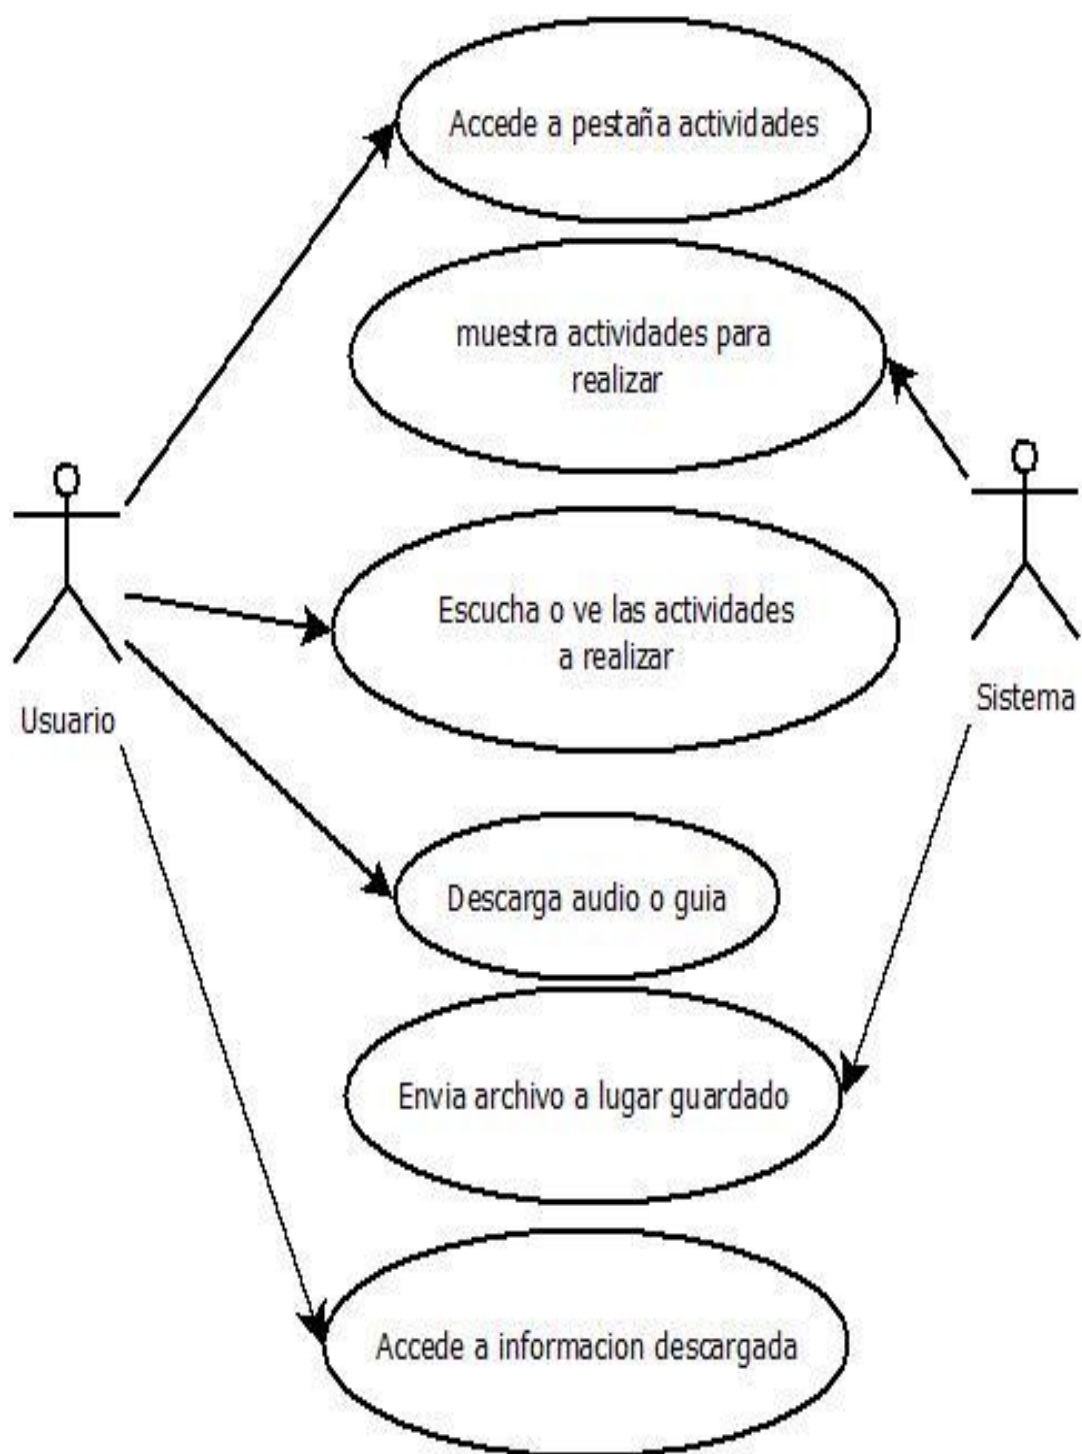 Accede a pestaña actividades
muestra actividades para
realizar
Escucha o ve las actividades
a realizar
Usuario
Sistema
Descarga audio o guia
Envia archivo a lugar guardado
Accede a informacion descargada